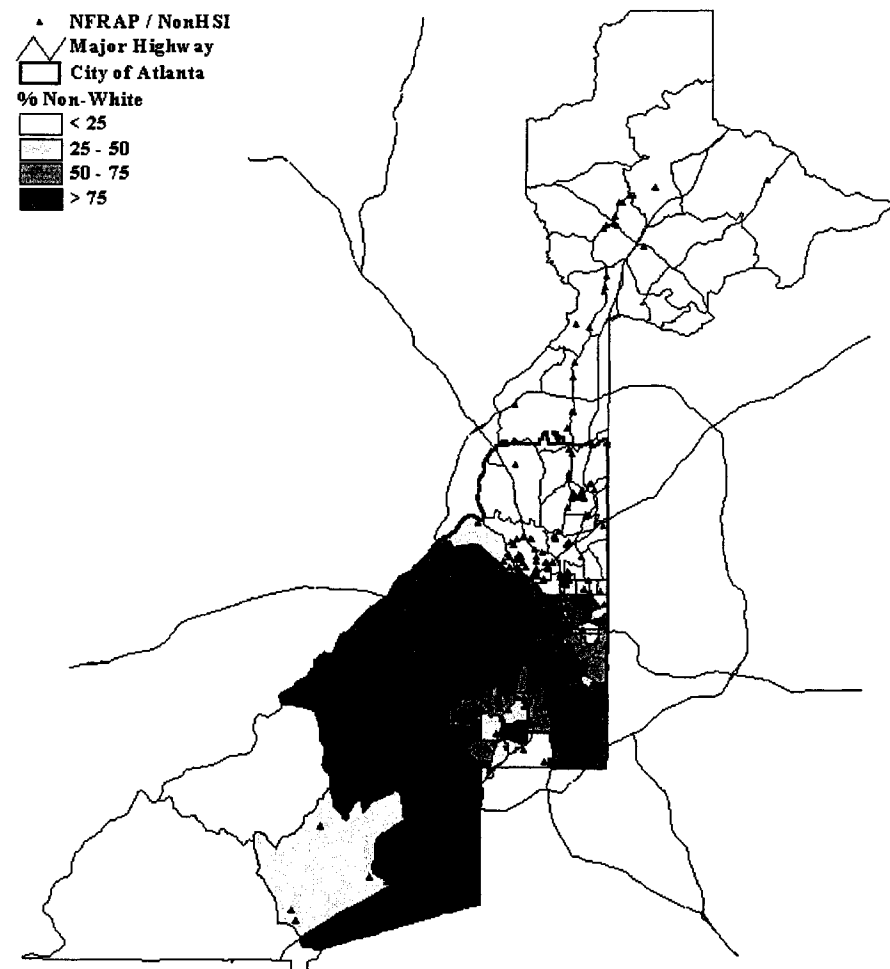 NFRAP / NonHSI
Major Highway
City of Atlanta
% Non-White
< 25
25 - 50
50 - 75
> 75